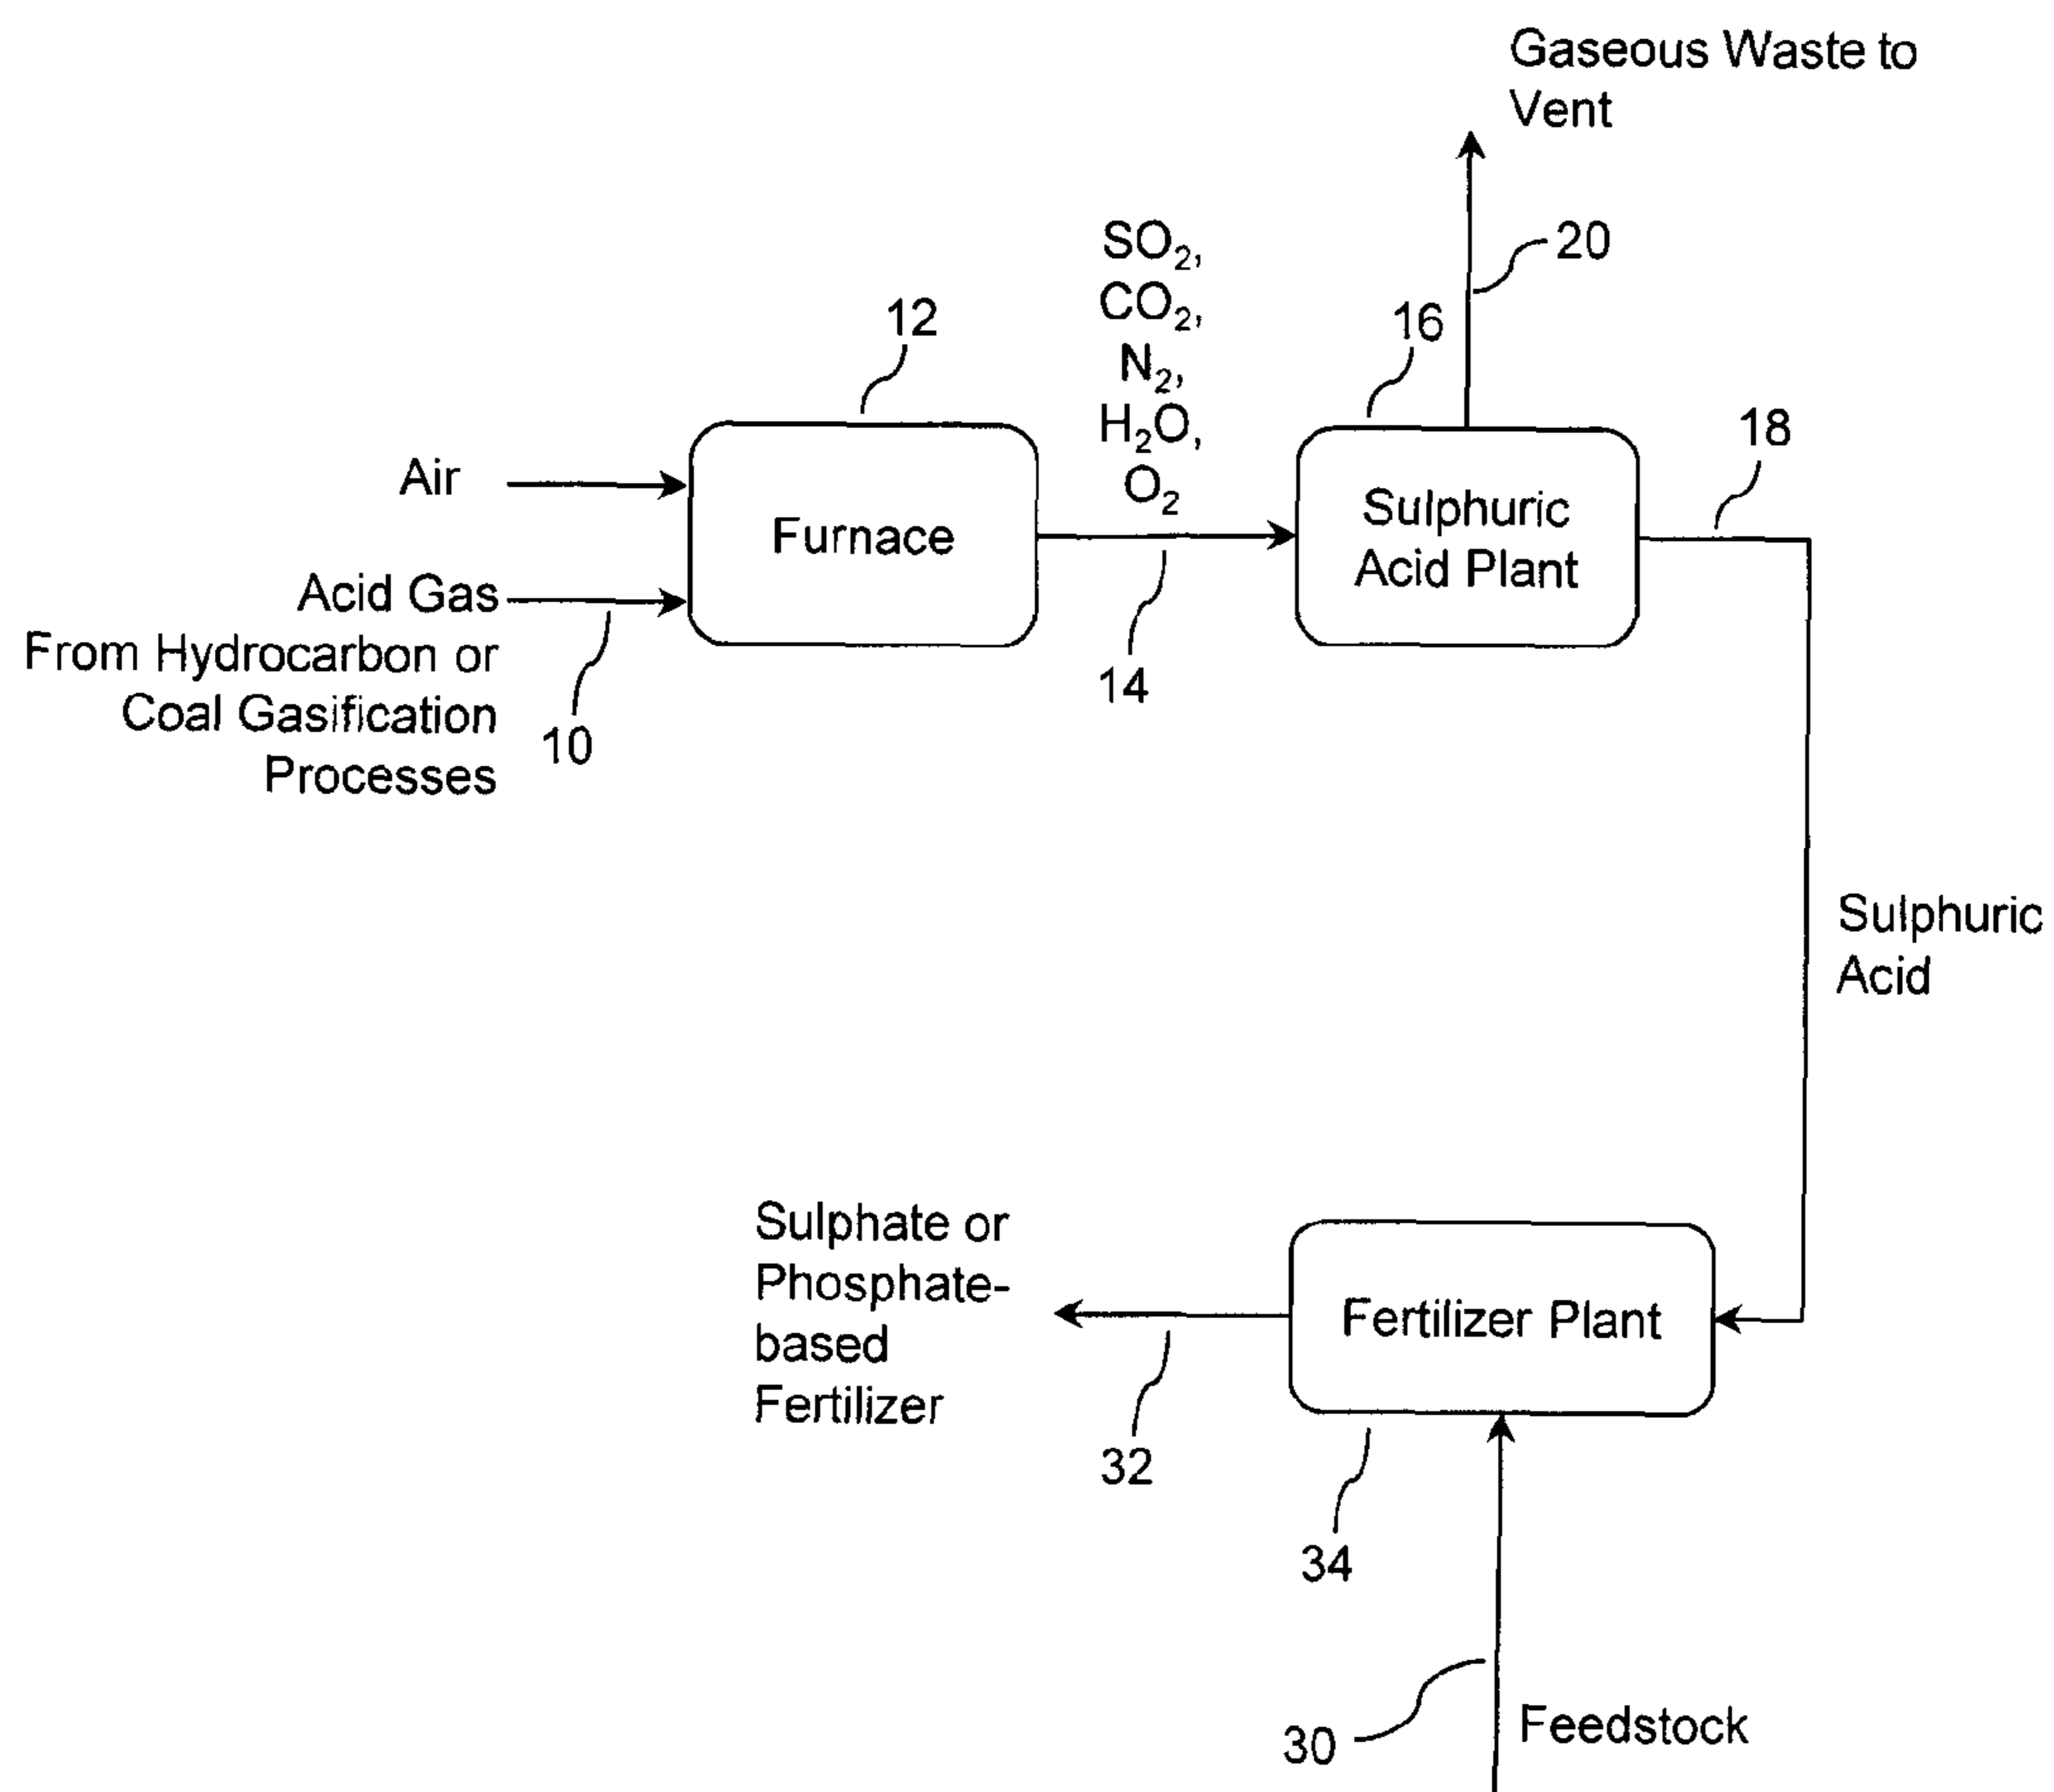 Gaseous Waste to
Vent
20
SO₂,
CO₂,
N₂,
H₂O,
O₂
12
16
18
Air
Furnace
Sulphuric
Acid Plant
Acid Gas
From Hydrocarbon or
Coal Gasification
Processes
10
14
Sulphuric
Acid
Sulphate or
Phosphate-
based
Fertilizer
Fertilizer Plant
32
34
30
Feedstock